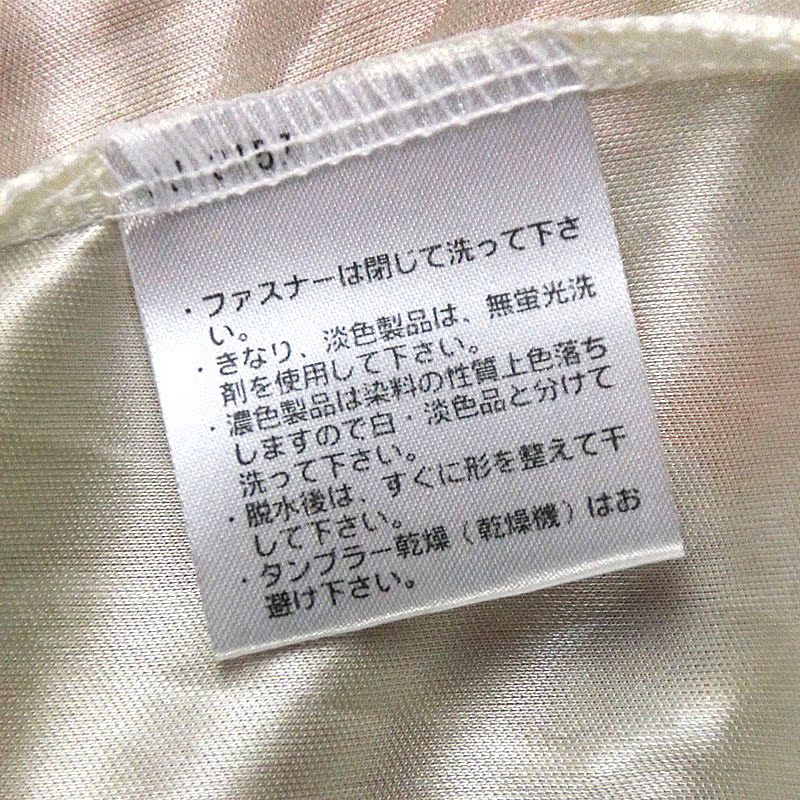 ・ファスナーは閉じて洗って下さ
い。
・きなり、淡色製品は、無蛍光洗
剤を使用して下さい。
・濃色製品は染料の性質上色落ち
しますので白・淡色品と分けて
洗って下さい。
・脱水後は、すぐに形を整えて干
して下さい。
・タンブラー乾燥（乾燥機）はお
避け下さい。